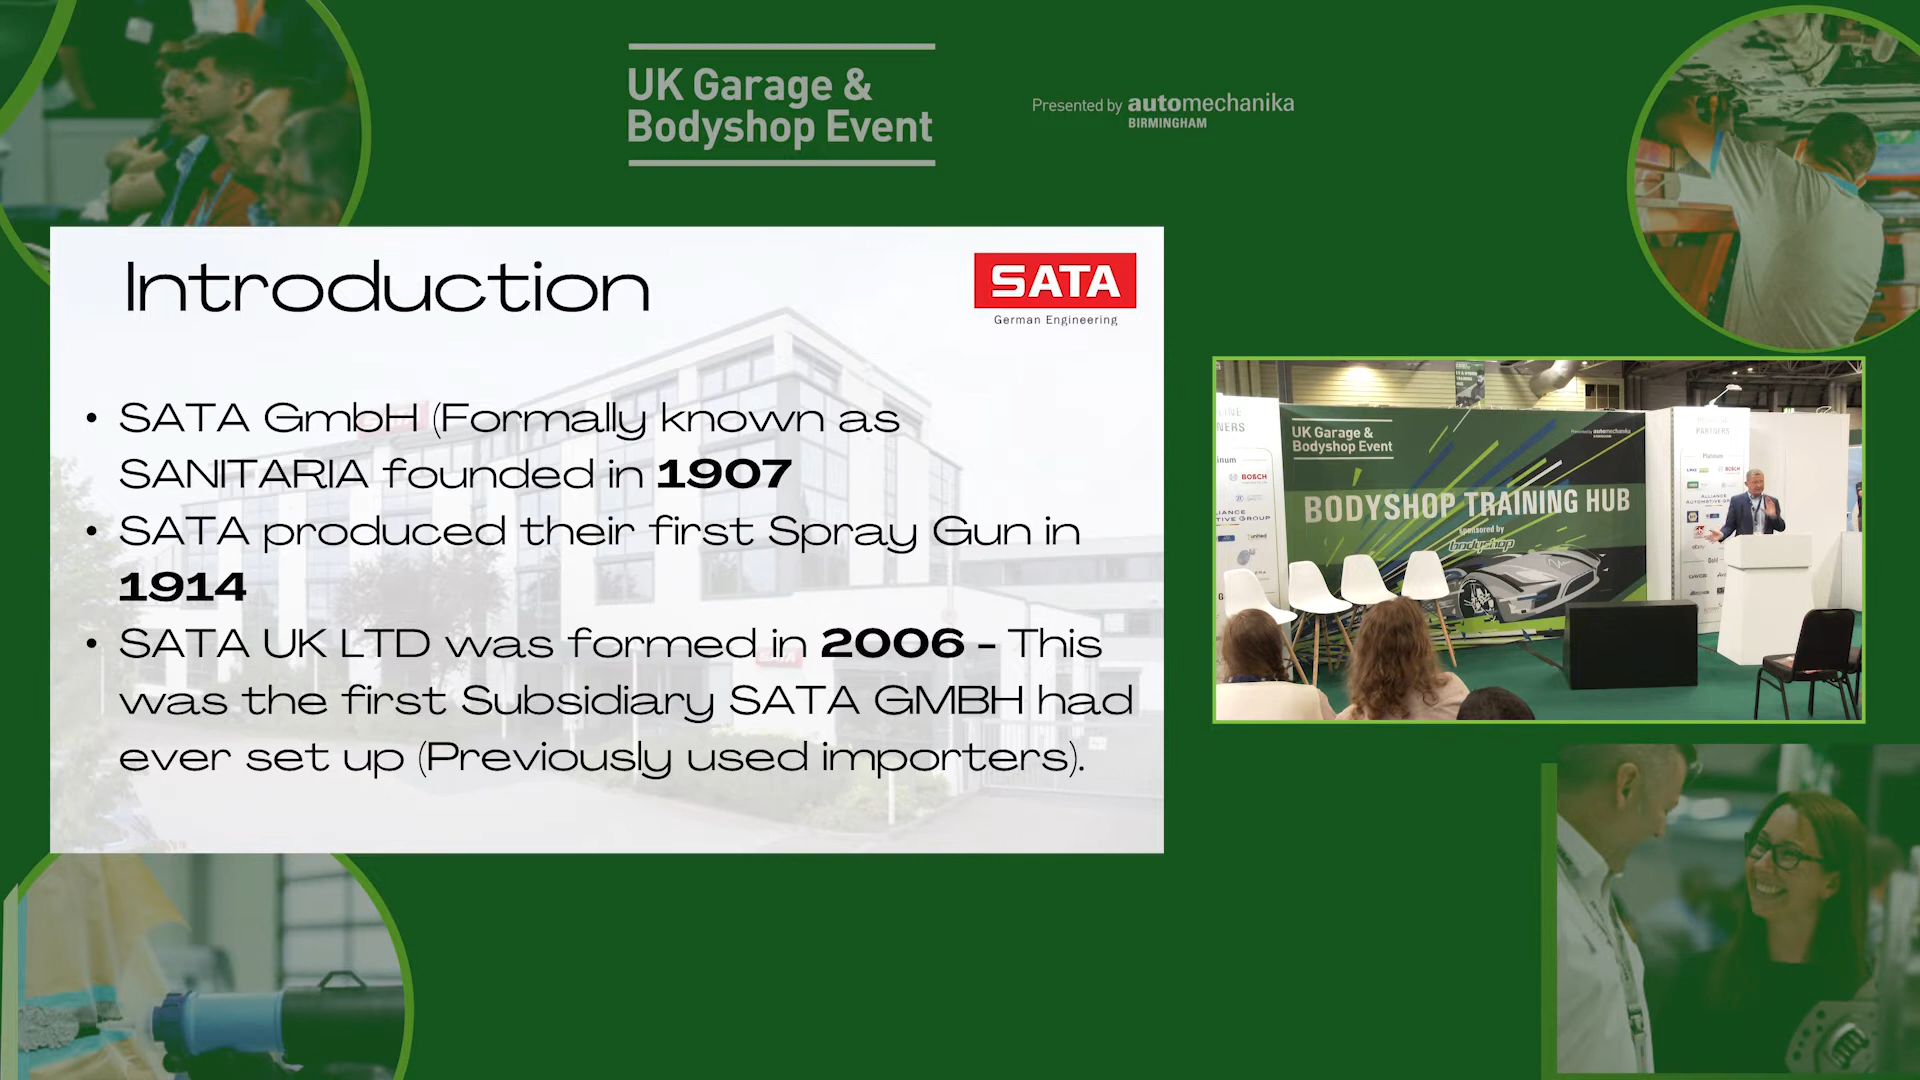 UK Garage &
Bodyshop Event
Presented by automechanika
BIRMINGHAM
Introduction
SATA
German Engineering
• SATA GmbH (Formally known as
SANITARIA founded in 1907
• SATA produced their first Spray Gun in
1914
• SATA UK LTD was formed in 2006 - This
was the first Subsidiary SATA GMBH had
ever set up (Previously used importers).
UK Garage &
Bodyshop Event
BODYSHOP TRAINING HUB
sponsored by
bodyshop
BOSCH
PARTNERS
Platinum
BOSCH